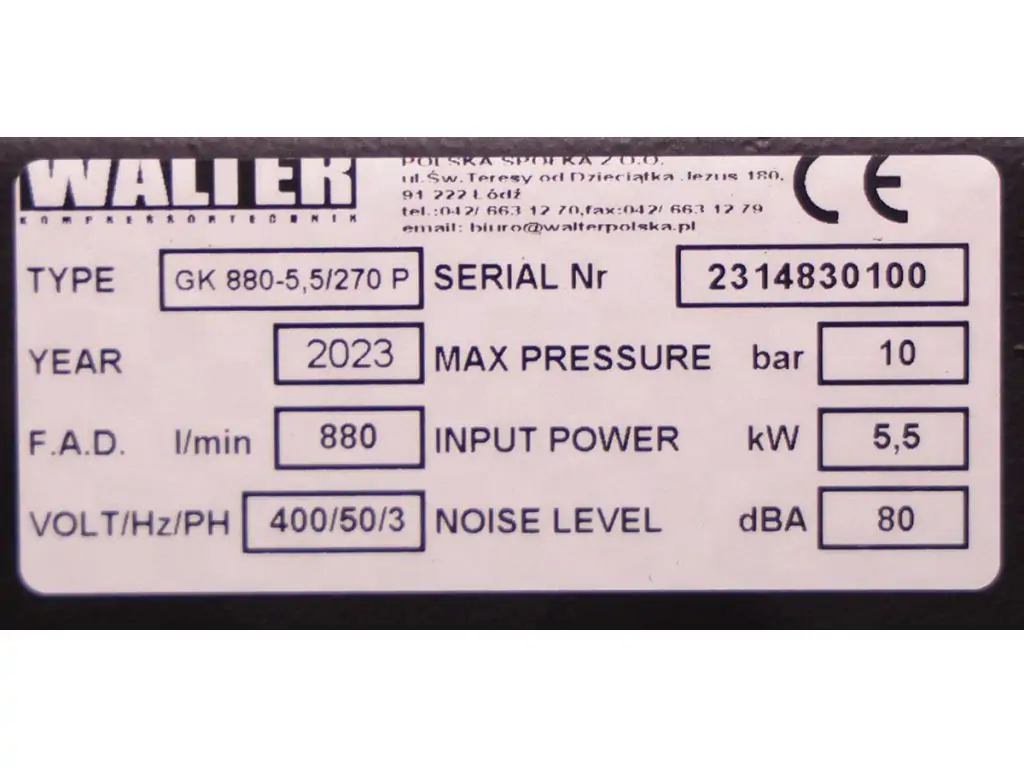 WALTER
KOMPRESSORTECHNIK
POLSKA SPÓŁKA Z O.O.
ul.Św.Teresy od Dzieciątka Jezus 180,
91 222 Łódź
tel.:042/ 663 12 70,fax:042/ 663 12 79
email: biuro@walterpolska.pl
CE
TYPE GK 880-5,5/270 P SERIAL Nr 2314830100
YEAR 2023 MAX PRESSURE bar 10
F.A.D. l/min 880 INPUT POWER kW 5,5
VOLT/Hz/PH 400/50/3 NOISE LEVEL dBA 80